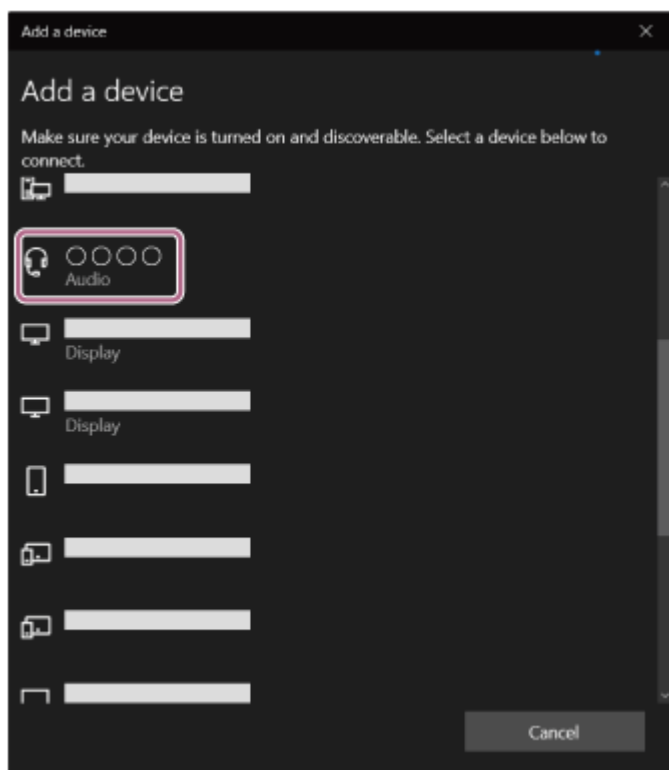 Add a device
Add a device
Make sure your device is turned on and discoverable. Select a device below to
connect.
○○○○
Audio
Display
Display
Cancel